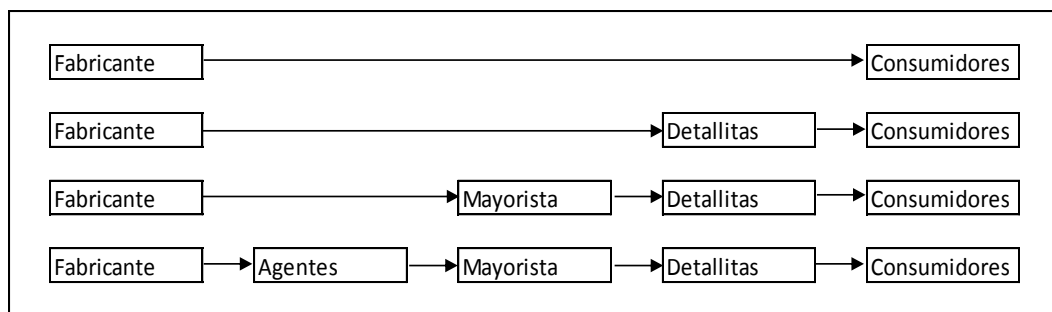 Fabricante Consumidores
Fabricante Detallitas Consumidores
Fabricante Mayorista Detallitas Consumidores
Fabricante Agentes Mayorista Detallitas Consumidores